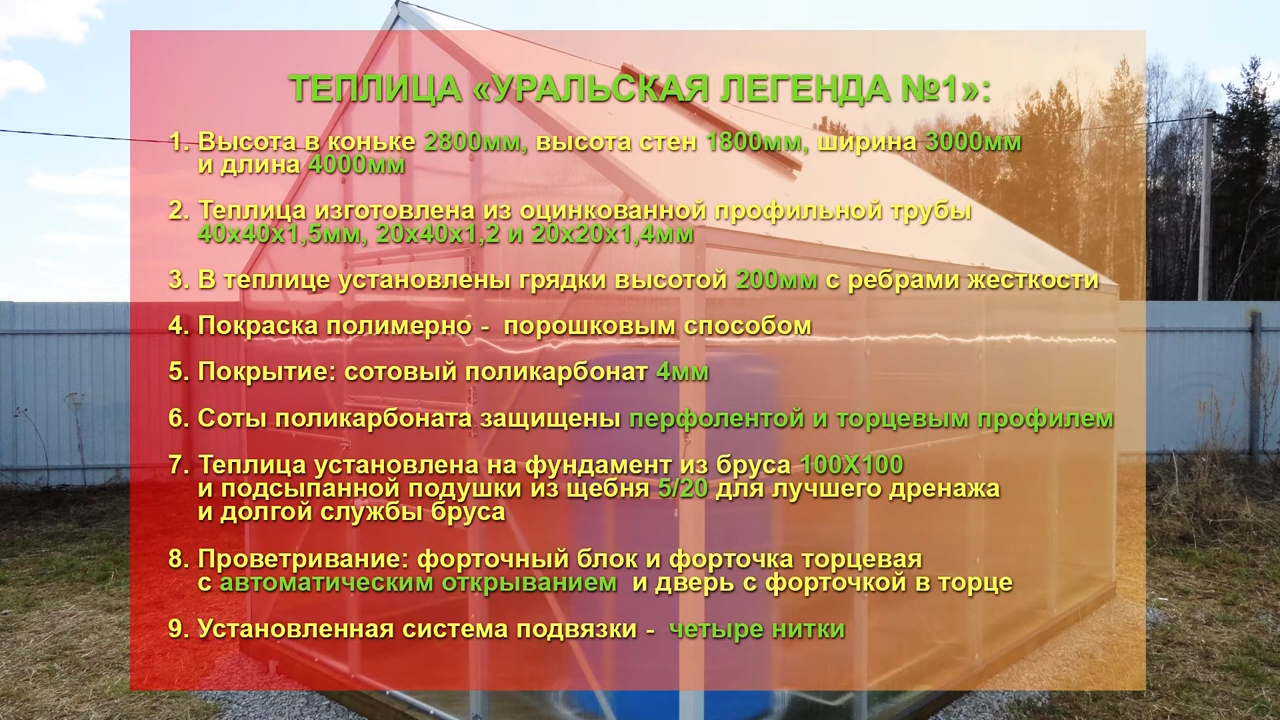 ТЕПЛИЦА «УРАЛЬСКАЯ ЛЕГЕНДА №1»:
1. Высота в коньке 2800мм, высота стен 1800мм, ширина 3000мм
и длина 4000мм
2. Теплица изготовлена из оцинкованной профильной трубы
40х40х1,5мм, 20х40х1,2 и 20х20х1,4мм
3. В теплице установлены грядки высотой 200мм с ребрами жесткости
4. Покраска полимерно - порошковым способом
5. Покрытие: сотовый поликарбонат 4мм
6. Соты поликарбоната защищены перфолентой и торцевым профилем
7. Теплица установлена на фундамент из бруса 100Х100
и подсыпанной подушки из щебня 5/20 для лучшего дренажа
и долгой службы бруса
8. Проветривание: форточный блок и форточка торцевая
с автоматическим открыванием и дверь с форточкой в торце
9. Установленная система подвязки - четыре нитки